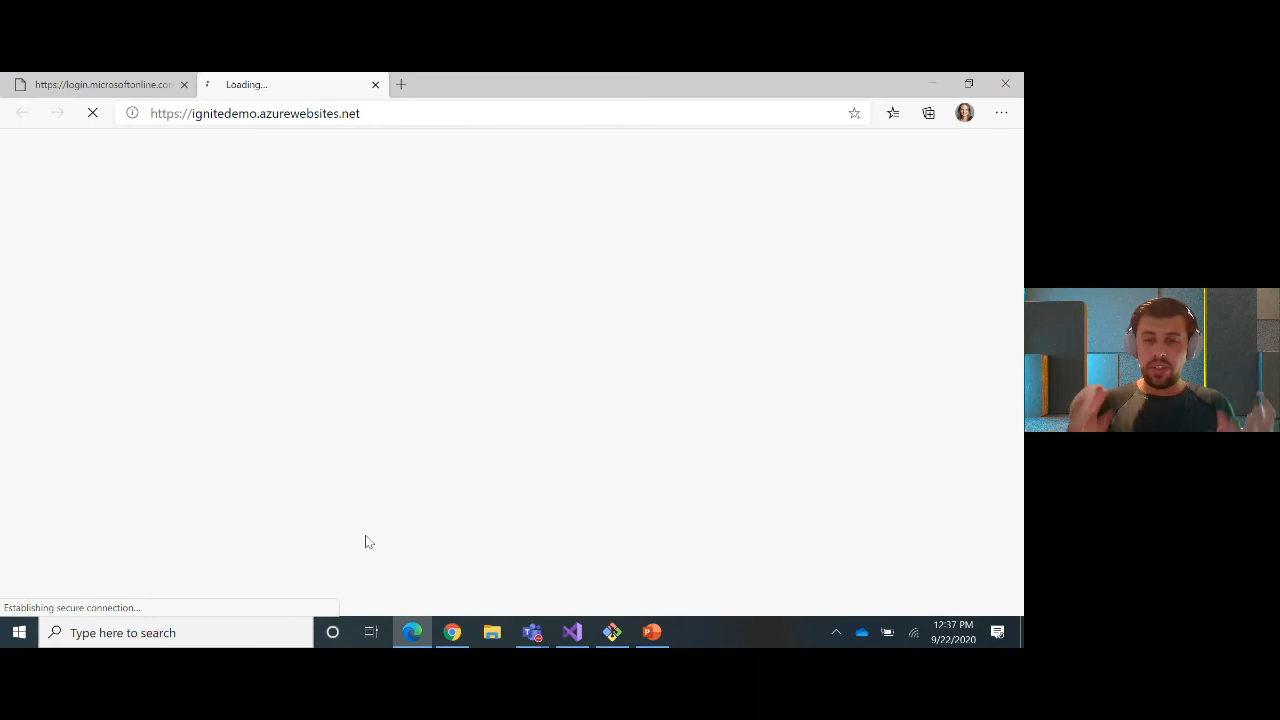 https://login.microsoftonline.con
Loading...
https://ignitedemo.azurewebsites.net
Establishing secure connection...
Type here to search
12:37 PM
9/22/2020